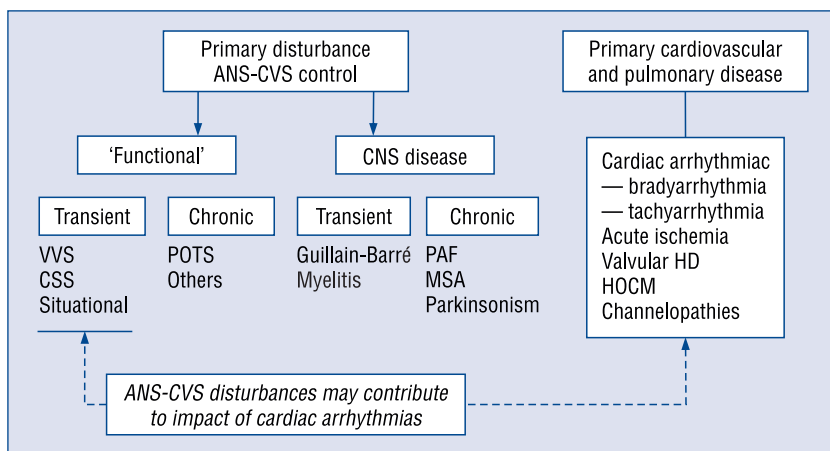 Primary disturbance
ANS-CVS control
Primary cardiovascular
and pulmonary disease
'Functional'
CNS disease
Transient
VVS
CSS
Situational
Chronic
POTS
Others
Transient
Guillain-Barré
Myelitis
Chronic
PAF
MSA
Parkinsonism
Cardiac arrhythmiac
— bradyarrhythmia
— tachyarrhythmia
Acute ischemia
Valvular HD
HOCM
Channelopathies
ANS-CVS disturbances may contribute
to impact of cardiac arrhythmias